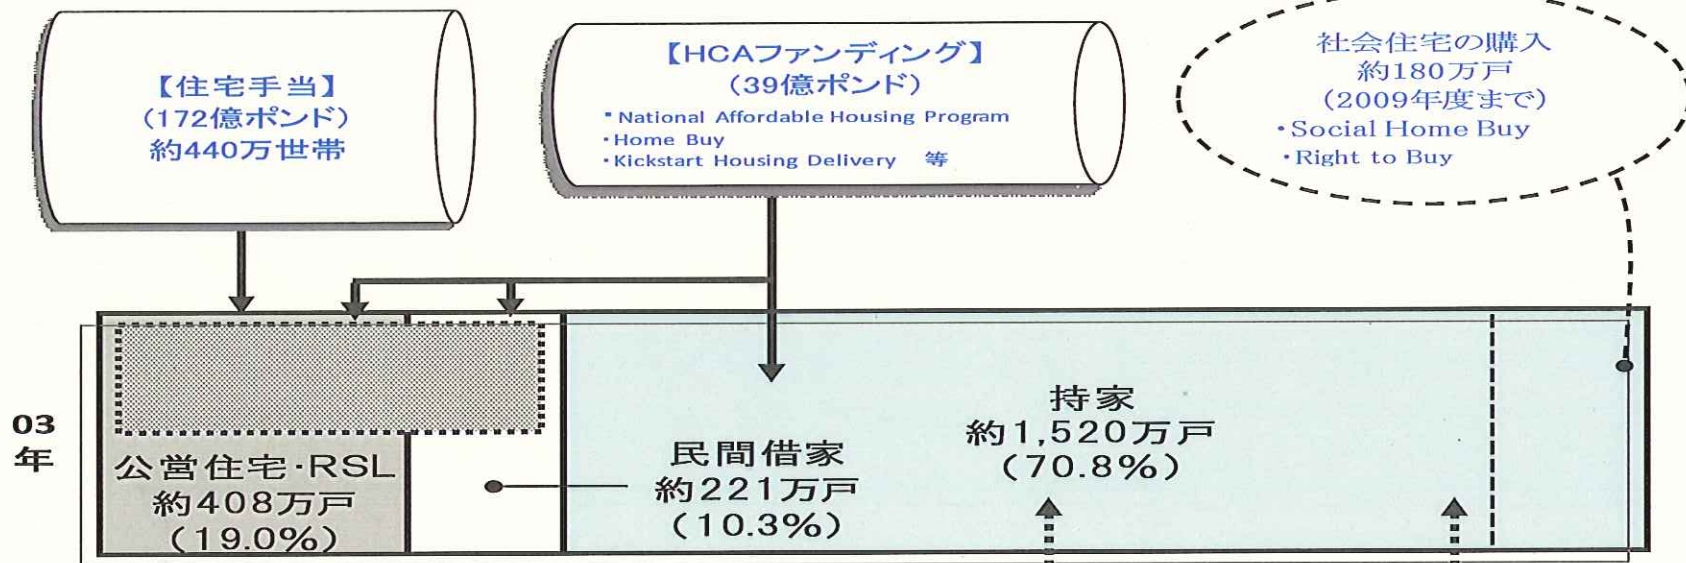 【住宅手当】
(172億ポンド)
約440万世帯
【HCAファンディング】
(39億ポンド)
・National Affordable Housing Program
・Home Buy
・Kickstart Housing Delivery 等
社会住宅の購入
約180万戸
(2009年度まで)
・Social Home Buy
・Right to Buy
03
年
公営住宅・RSL
約408万戸
(19.0%)
民間借家
約221万戸
(10.3%)
持家
約1,520万戸
(70.8%)